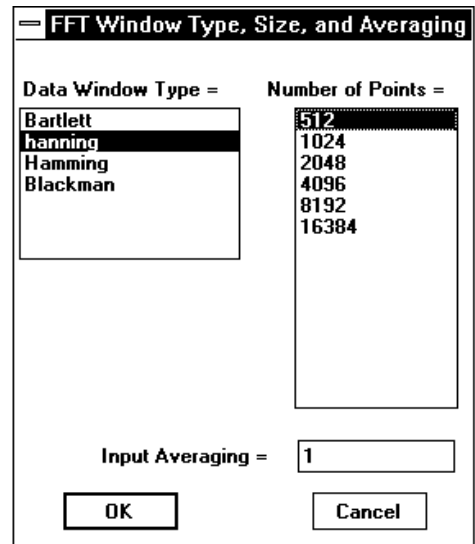 FFT Window Type, Size, and Averaging
Data Window Type =
Bartlett
hanning
Hamming
Blackman
Number of Points =
512
1024
2048
4096
8192
16384
Input Averaging =
1
OK
Cancel